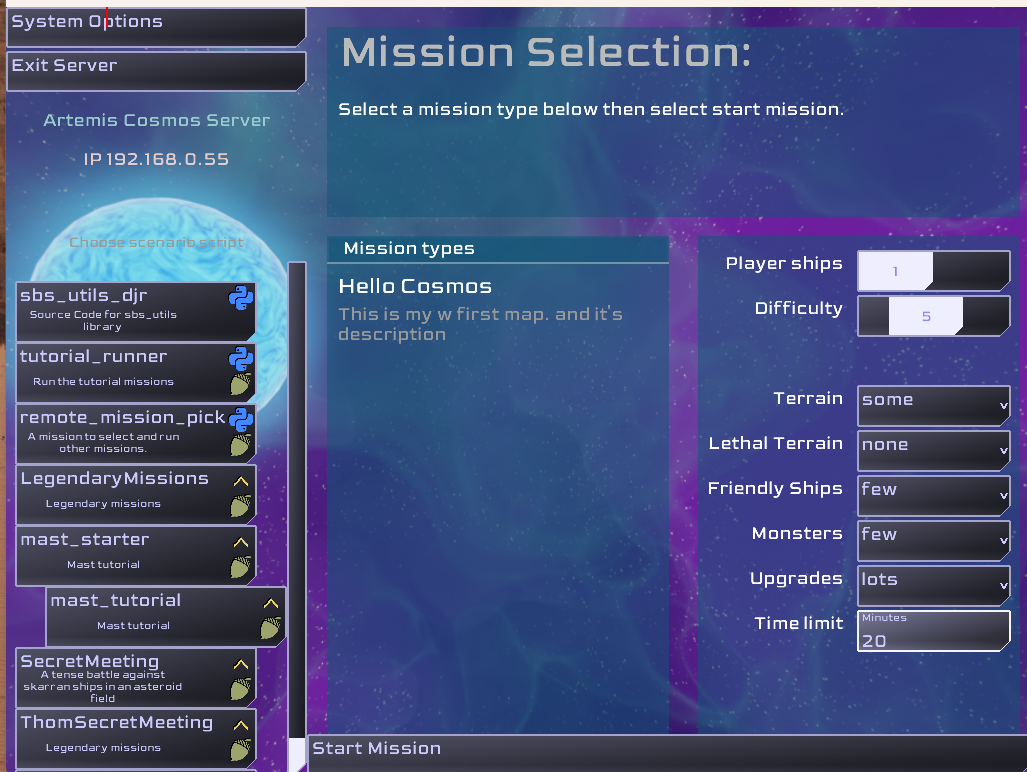 System Options
Exit Server
Artemis Cosmos Server
IP 192.168.0.55
Choose scenario script
sbs_utils_djr
Source Code for sbs_utils
library
tutorial_runner
Run the tutorial missions
remote_mission_pick
A mission to select and run
other missions.
LegendaryMissions
Legendary missions
mast_starter
Mast tutorial
mast_tutorial
Mast tutorial
SecretMeeting
A tense battle against
skarran ships in an asteroid
field
ThomSecretMeeting
Legendary missions
Mission Selection:
Select a mission type below then select start mission.
Mission types
Hello Cosmos
This is my w first map. and it's
description
Player ships 1
Difficulty 5
Terrain some
Lethal Terrain none
Friendly Ships few
Monsters few
Upgrades lots
Time limit Minutes
20
Start Mission